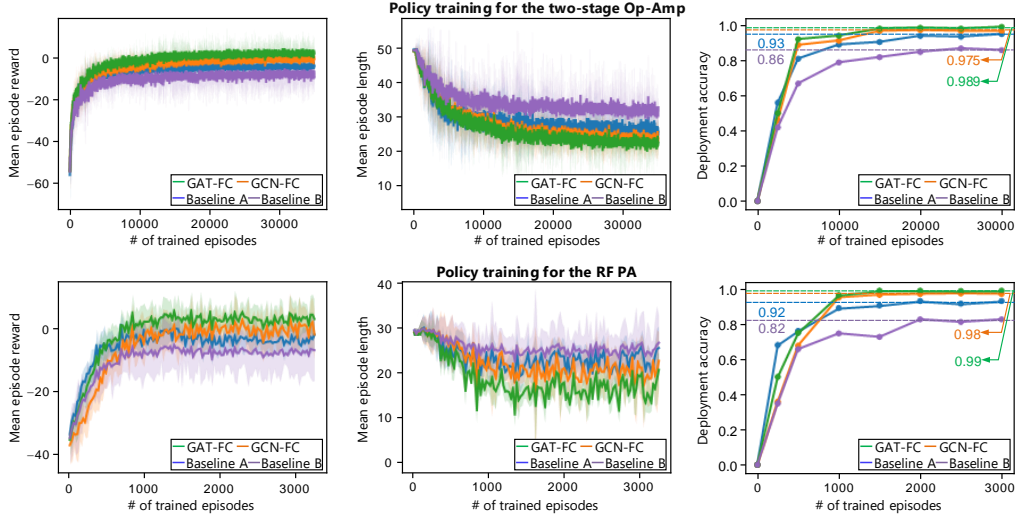 Policy training for the two-stage Op-Amp
Mean episode reward
0
−20
−40
−60
0
10000
20000
30000
# of trained episodes
GAT-FC
GCN-FC
Baseline A
Baseline B
Mean episode length
50
40
30
20
10
0
10000
20000
30000
# of trained episodes
GAT-FC
GCN-FC
Baseline A
Baseline B
Deployment accuracy
1.0
0.8
0.6
0.4
0.2
0.0
0.93
0.86
0.975
0.989
0
10000
20000
30000
# of trained episodes
GAT-FC
GCN-FC
Baseline A
Baseline B
Policy training for the RF PA
Mean episode reward
0
−20
−40
0
1000
2000
3000
# of trained episodes
GAT-FC
GCN-FC
Baseline A
Baseline B
Mean episode length
40
30
20
10
0
0
1000
2000
3000
# of trained episodes
GAT-FC
GCN-FC
Baseline A
Baseline B
Deployment accuracy
1.0
0.8
0.6
0.4
0.2
0.0
0.92
0.82
0.98
0.99
0
1000
2000
3000
# of trained episodes
GAT-FC
GCN-FC
Baseline A
Baseline B